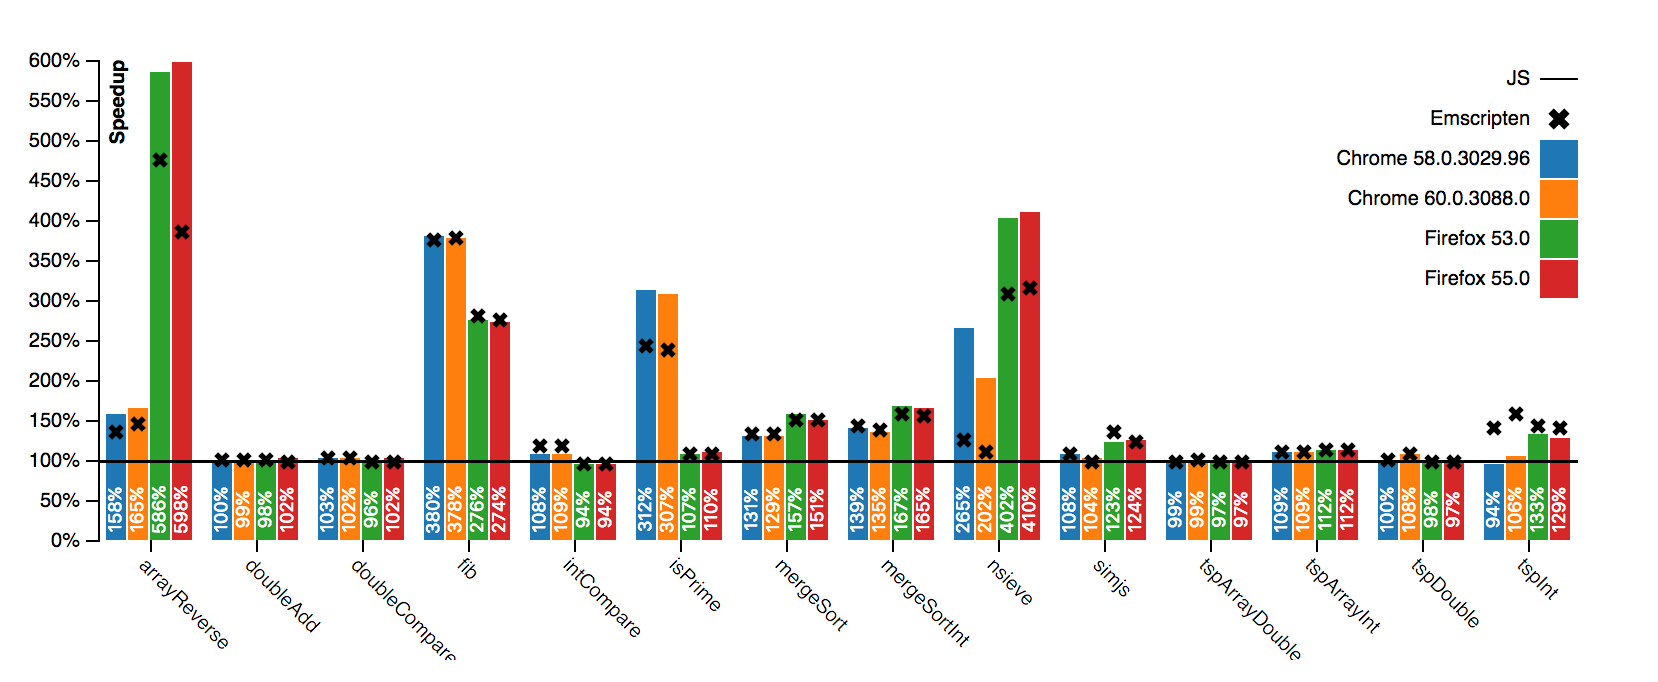 600%
550%
500%
450%
400%
350%
300%
250%
200%
150%
100%
50%
0%
Speedup
JS
Emscripten
Chrome 58.0.3029.96
Chrome 60.0.3088.0
Firefox 53.0
Firefox 55.0
158% 165% 586% 598%
100% 99% 98% 102%
103% 102% 96% 102%
380% 378% 276% 274%
108% 109% 94% 94%
312% 307% 107% 110%
131% 129% 157% 151%
139% 135% 167% 165%
265% 202% 402% 410%
108% 104% 123% 124%
99% 99% 97% 97%
109% 109% 112% 112%
100% 108% 98% 97%
94% 106% 133% 129%
arrayReverse
doubleAdd
doubleCompare
fib
intCompare
isPrime
mergeSort
mergeSortInt
nsieve
simjs
tspArrayDouble
tspArrayInt
tspDouble
tspInt